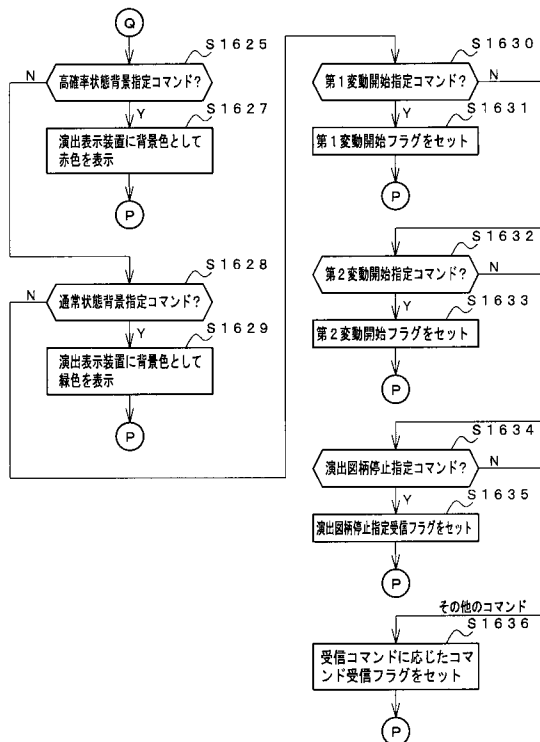 Q
S1625
高確率状態背景指定コマンド?
N
Y
S1627
演出表示装置に背景色として
赤色を表示
P
S1628
通常状態背景指定コマンド?
N
Y
S1629
演出表示装置に背景色として
緑色を表示
P
S1630
第1変動開始指定コマンド?
N
Y
S1631
第1変動開始フラグをセット
P
S1632
第2変動開始指定コマンド?
N
Y
S1633
第2変動開始フラグをセット
P
S1634
演出図柄停止指定コマンド?
N
Y
S1635
演出図柄停止指定受信フラグをセット
P
その他のコマンド
S1636
受信コマンドに応じたコマ
ンド受信フラグをセット
P